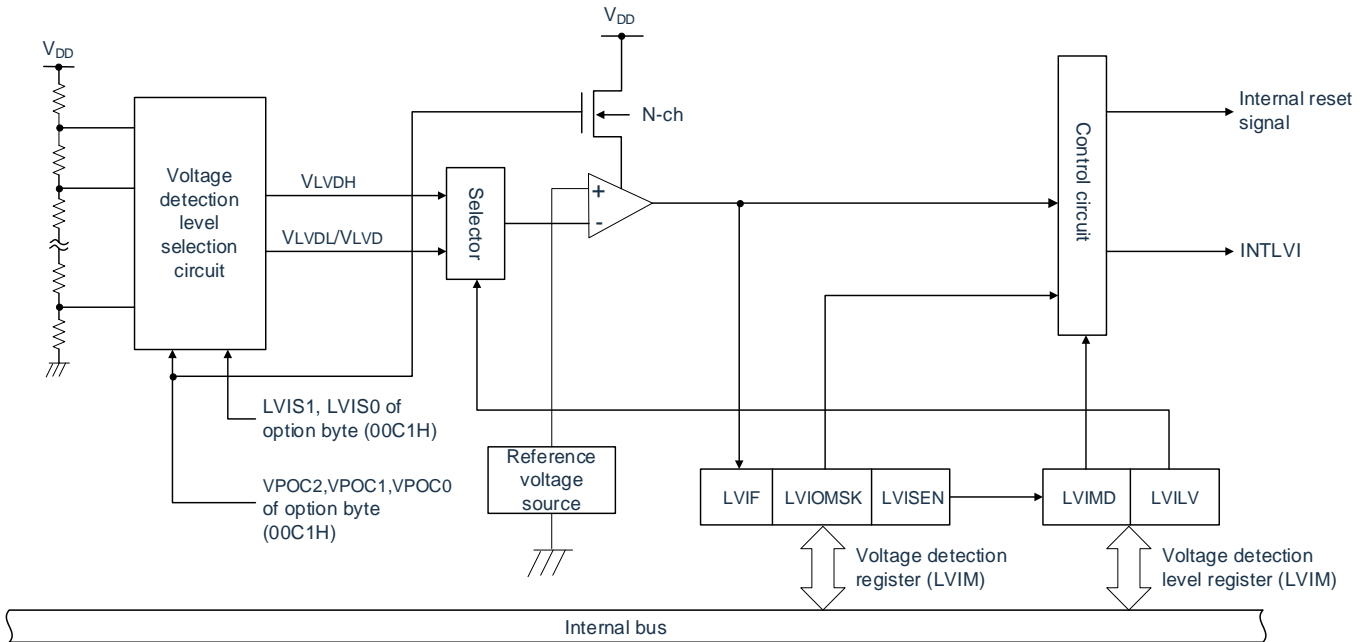 VDD
VDD
N-ch
Voltage
detection
level
selection
circuit
VLVDH
VLVDL/VLVD
Selector
+
-
Control circuit
Internal reset
signal
INTLVI
LVIS1, LVIS0 of
option byte (00C1H)
VPOC2,VPOC1,VPOC0
of option byte
(00C1H)
Reference
voltage
source
LVIF
LVIOMSK
LVISEN
LVIMD
LVILV
Voltage detection
register (LVIM)
Voltage detection
level register (LVIM)
Internal bus